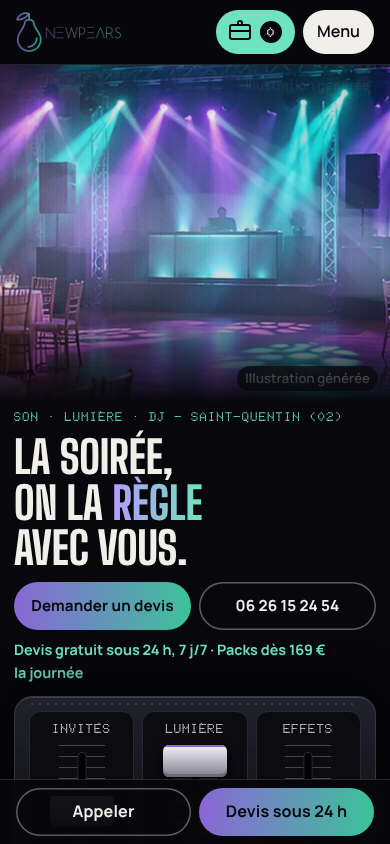 NEWPEARS
0
Menu
Illustration générée
Illustration générée
SON · LUMIÈRE · DJ — SAINT-QUENTIN (02)
LA SOIRÉE,
ON LA RÈGLE
AVEC VOUS.
Demander un devis
06 26 15 24 54
Devis gratuit sous 24 h, 7 j/7 · Packs dès 169 €
la journée
INVITÉS
LUMIÈRE
EFFETS
Appeler
Devis sous 24 h